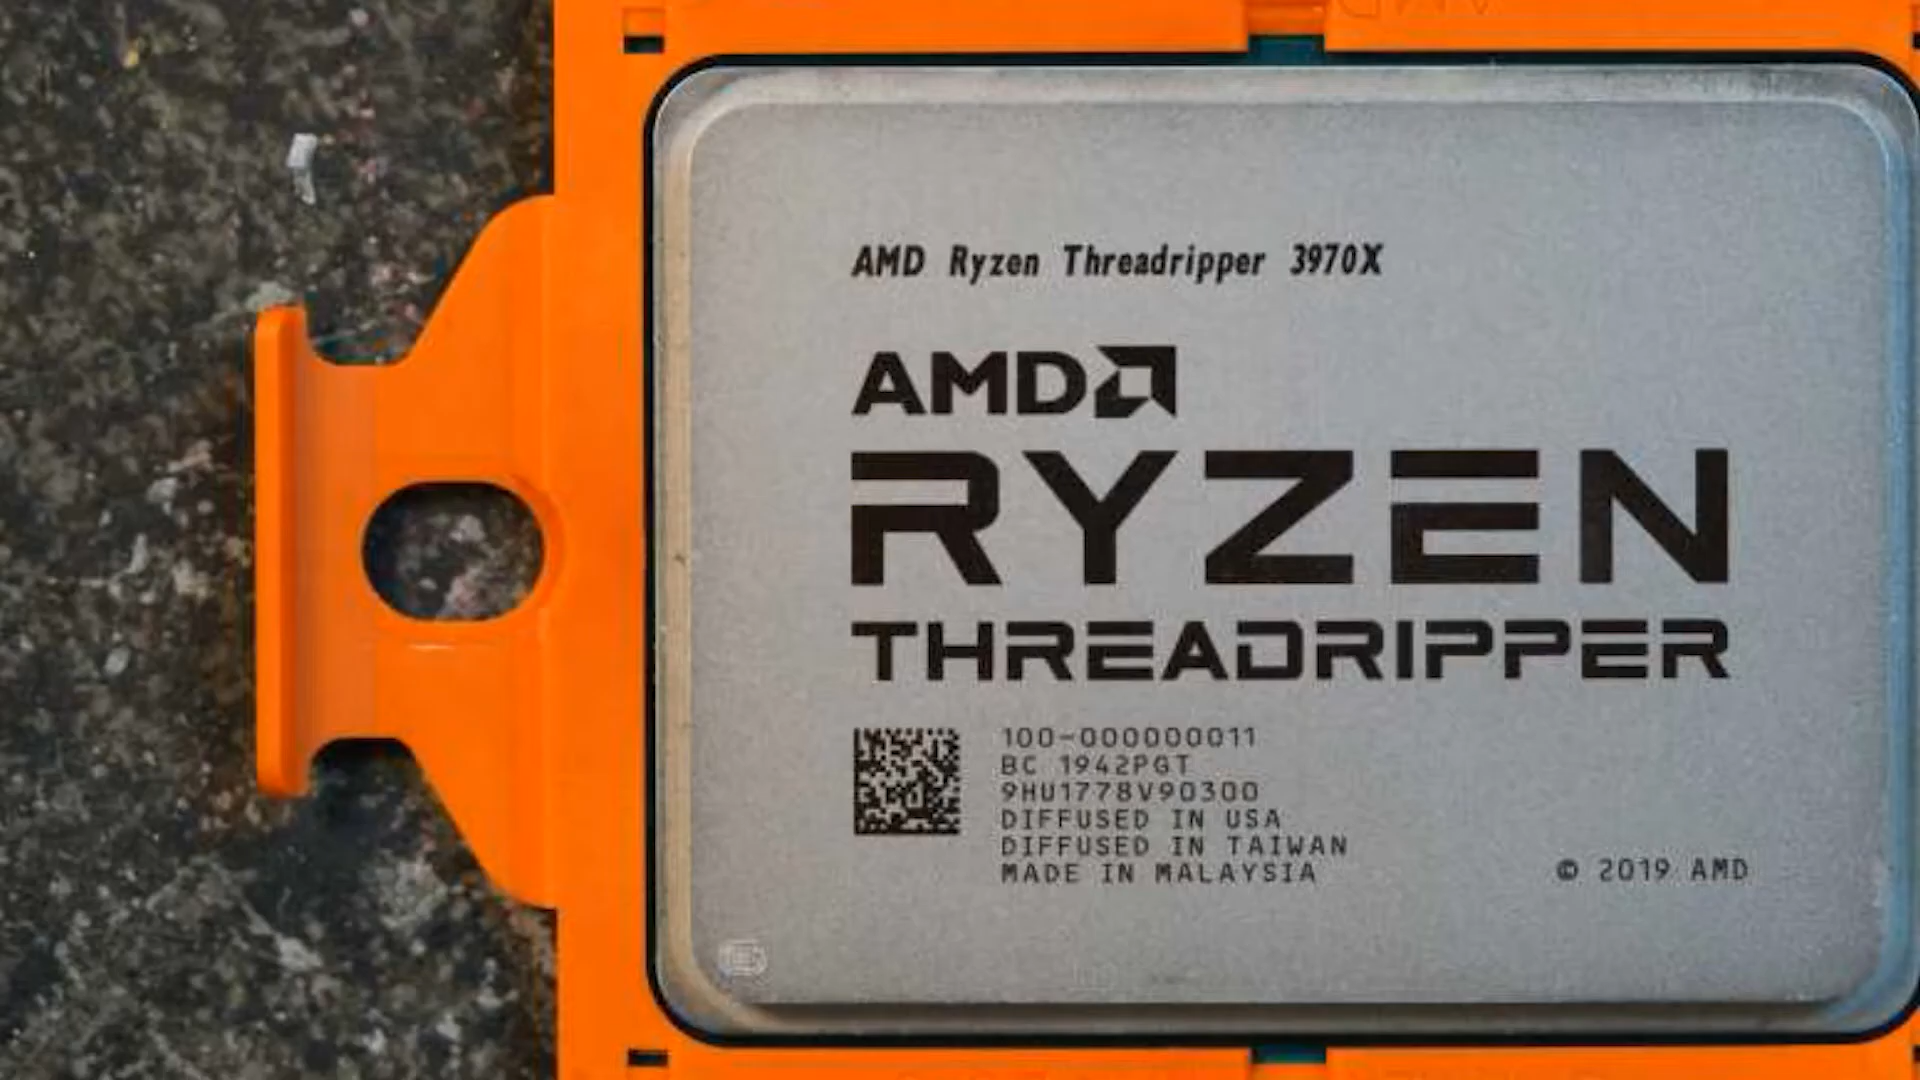 AMD Ryzen Threadripper 3970X
AMD
RYZEN
THREADRIPPER
100-000000011
BC 1942PGT
9HU1778V90300
DIFFUSED IN USA
DIFFUSED IN TAIWAN
MADE IN MALAYSIA
© 2019 AMD